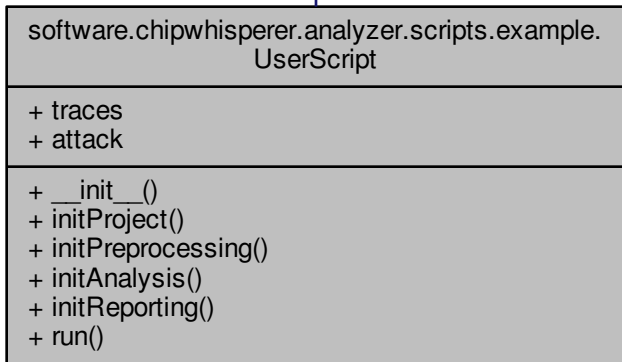 software.chipwhisperer.analyzer.scripts.example.
UserScript
+ traces
+ attack
+ __init__()
+ initProject()
+ initPreprocessing()
+ initAnalysis()
+ initReporting()
+ run()